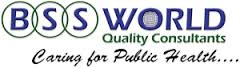 BSS WORLD
Quality Consultants
Caring for Public Health....